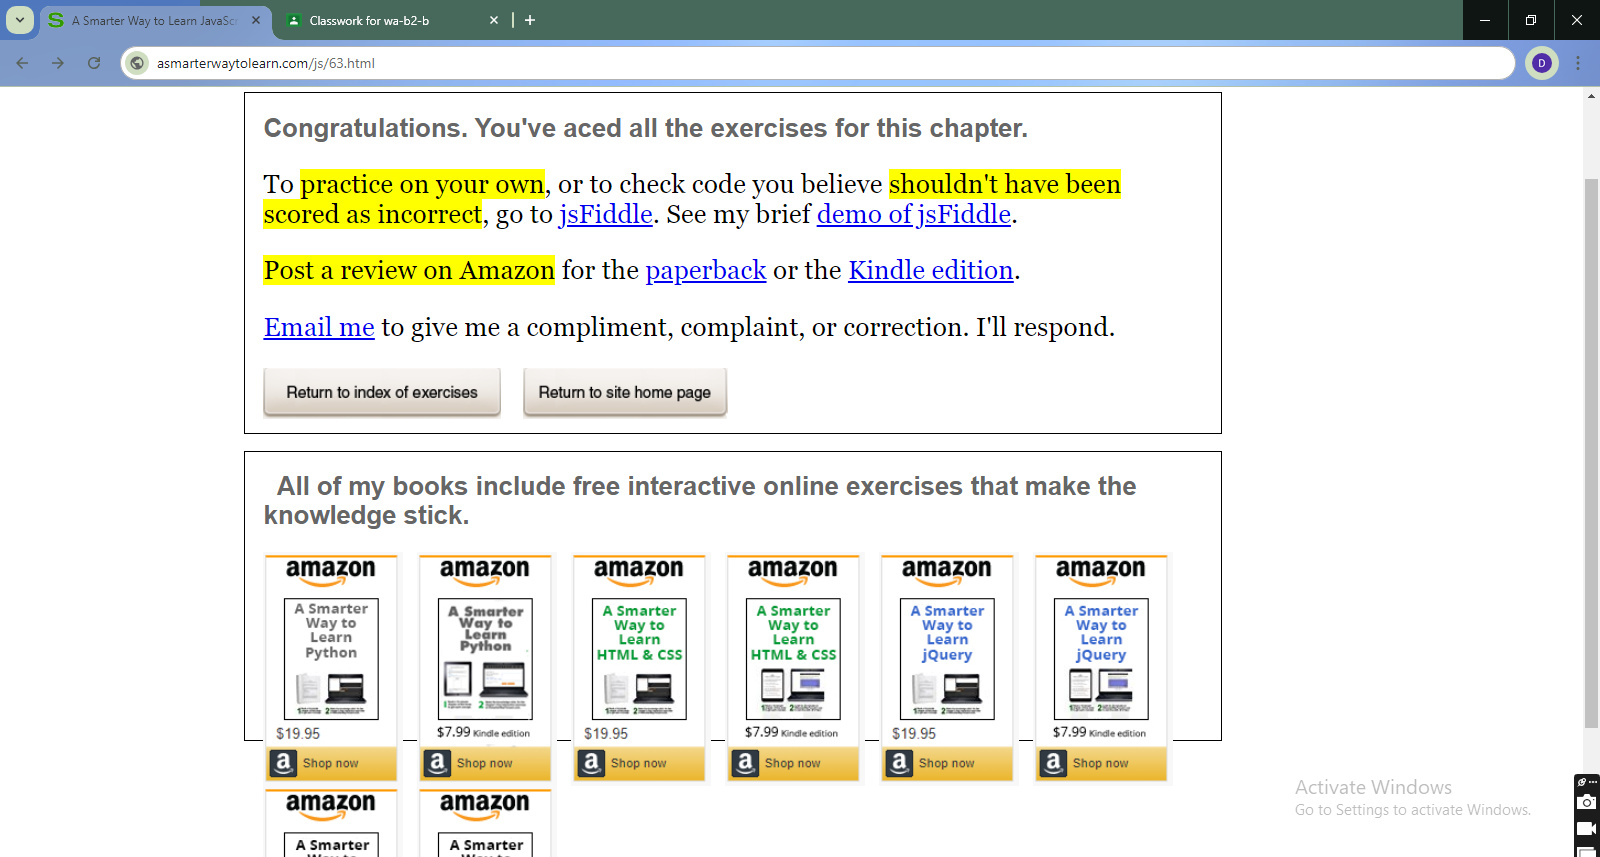 A Smarter Way to Learn JavaSc
Classwork for wa-b2-b
asmarterwaytolearn.com/js/63.html
D
Congratulations. You've aced all the exercises for this chapter.
To practice on your own, or to check code you believe shouldn't have been
scored as incorrect, go to jsFiddle. See my brief demo of jsFiddle.
Post a review on Amazon for the paperback or the Kindle edition.
Email me to give me a compliment, complaint, or correction. I'll respond.
Return to index of exercises
Return to site home page
All of my books include free interactive online exercises that make the
knowledge stick.
amazon
A Smarter
Way to
Learn
Python
$19.95
Shop now
amazon
A Smarter
Way to
Learn
Python
$7.99 Kindle edition
Shop now
amazon
A Smarter
Way to
Learn
HTML & CSS
$19.95
Shop now
amazon
A Smarter
Way to
Learn
HTML & CSS
$7.99 Kindle edition
Shop now
amazon
A Smarter
Way to
Learn
jQuery
$19.95
Shop now
amazon
A Smarter
Way to
Learn
jQuery
$7.99 Kindle edition
Shop now
amazon
A Smarter
amazon
A Smarter
Activate Windows
Go to Settings to activate Windows.